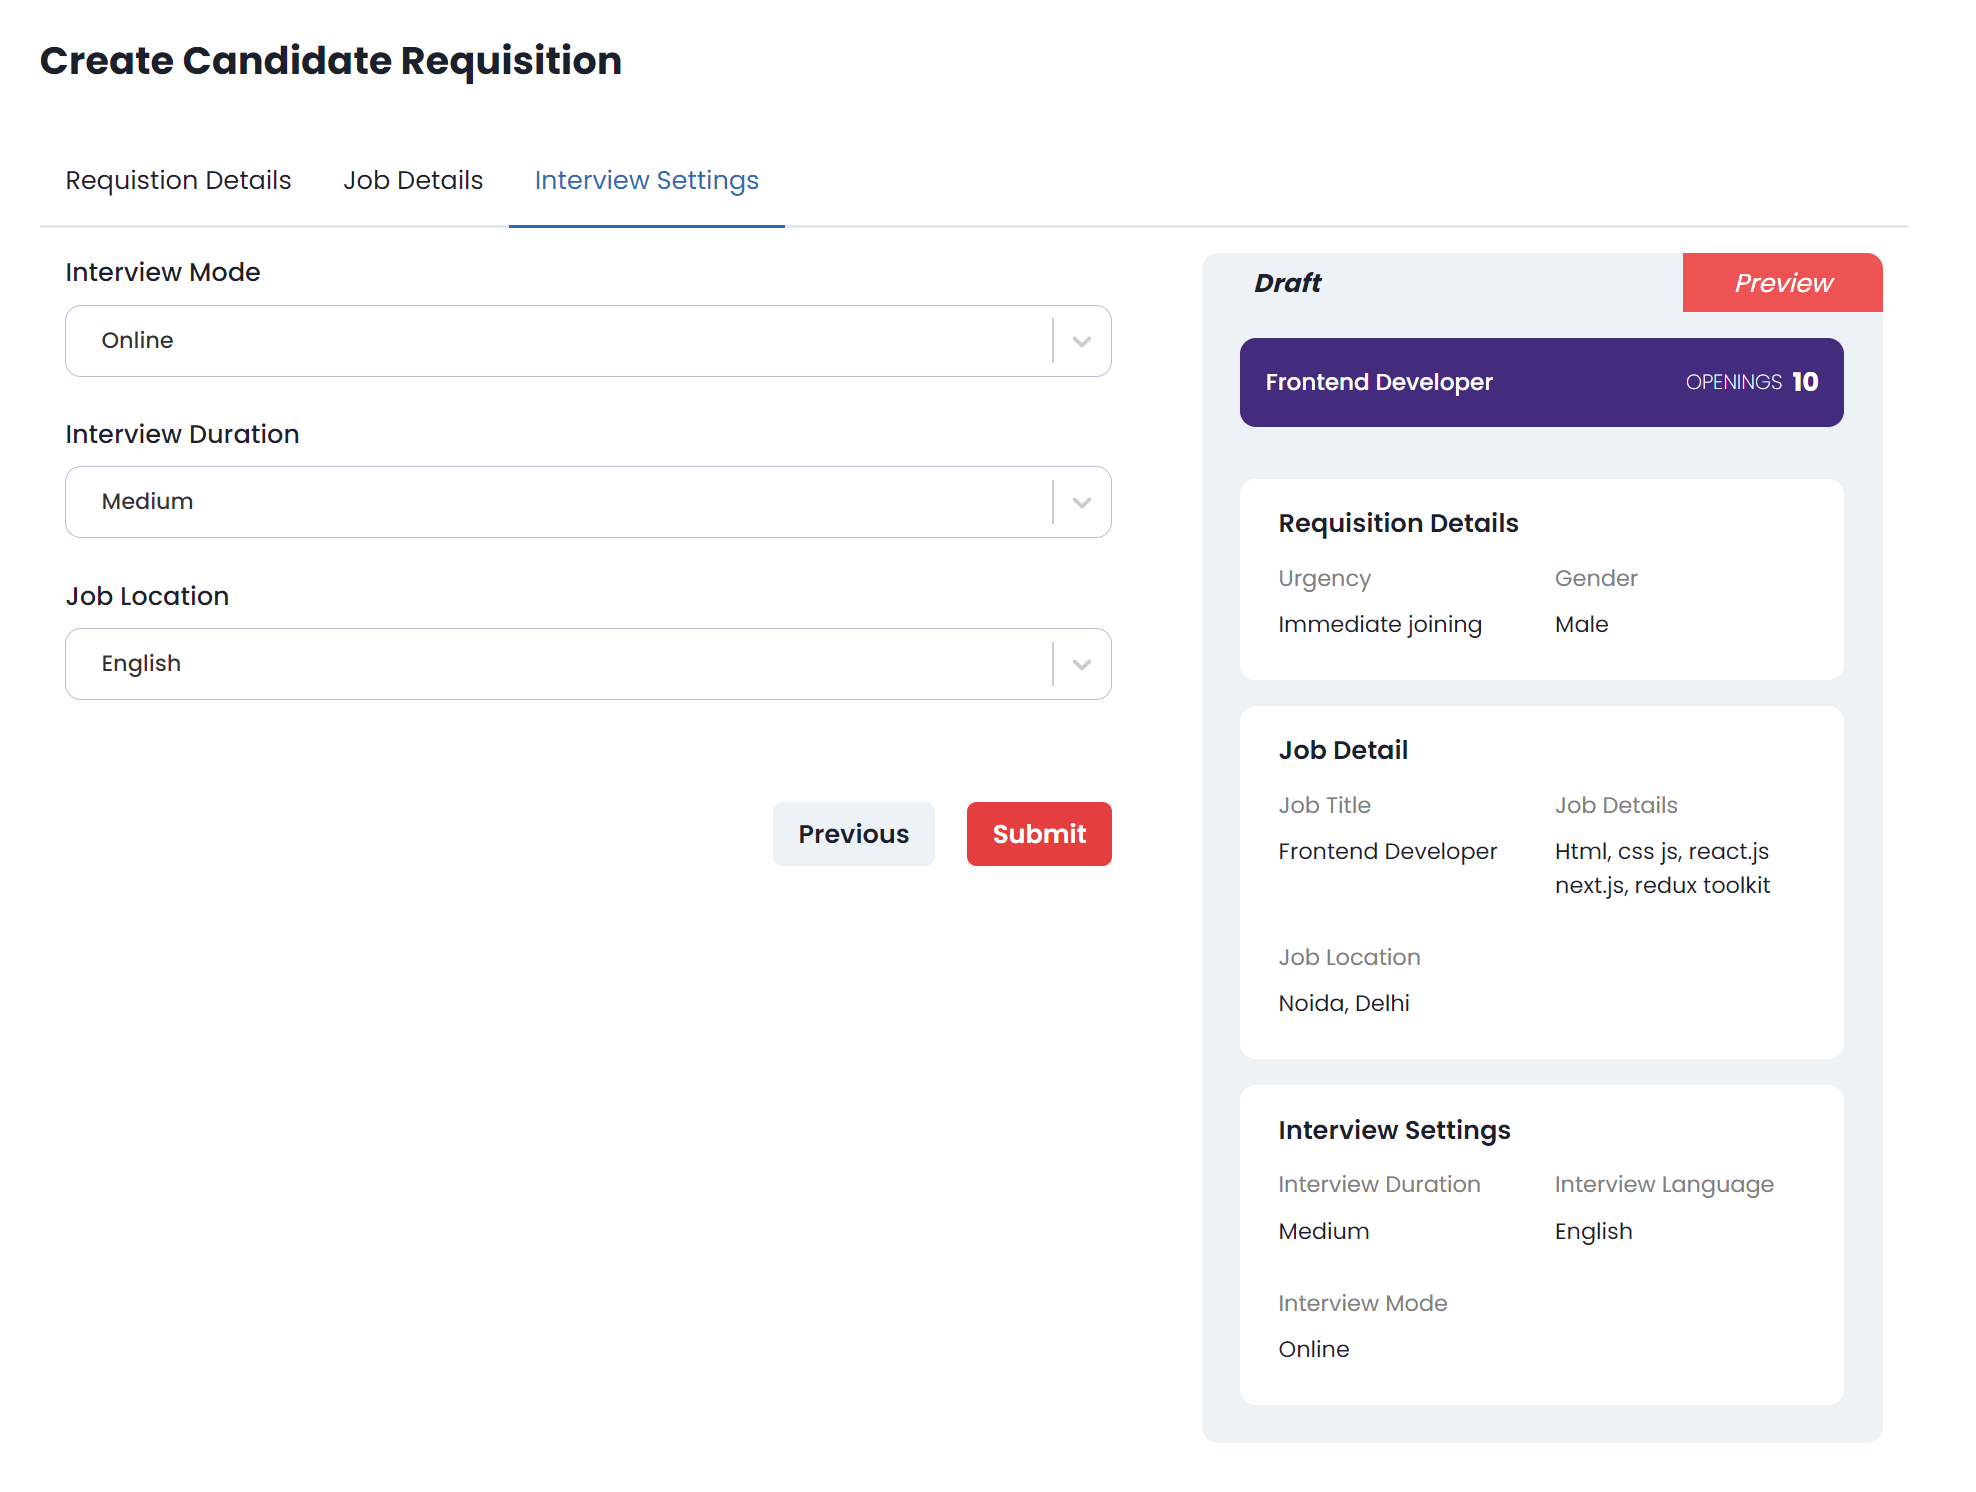 Create Candidate Requisition
Requistion Details
Job Details
Interview Settings
Interview Mode
Online
Interview Duration
Medium
Job Location
English
Previous
Submit
Draft
Preview
Frontend Developer
OPENINGS 10
Requisition Details
Urgency
Gender
Immediate joining
Male
Job Detail
Job Title
Job Details
Frontend Developer
Html, css js, react.js
next.js, redux toolkit
Job Location
Noida, Delhi
Interview Settings
Interview Duration
Interview Language
Medium
English
Interview Mode
Online